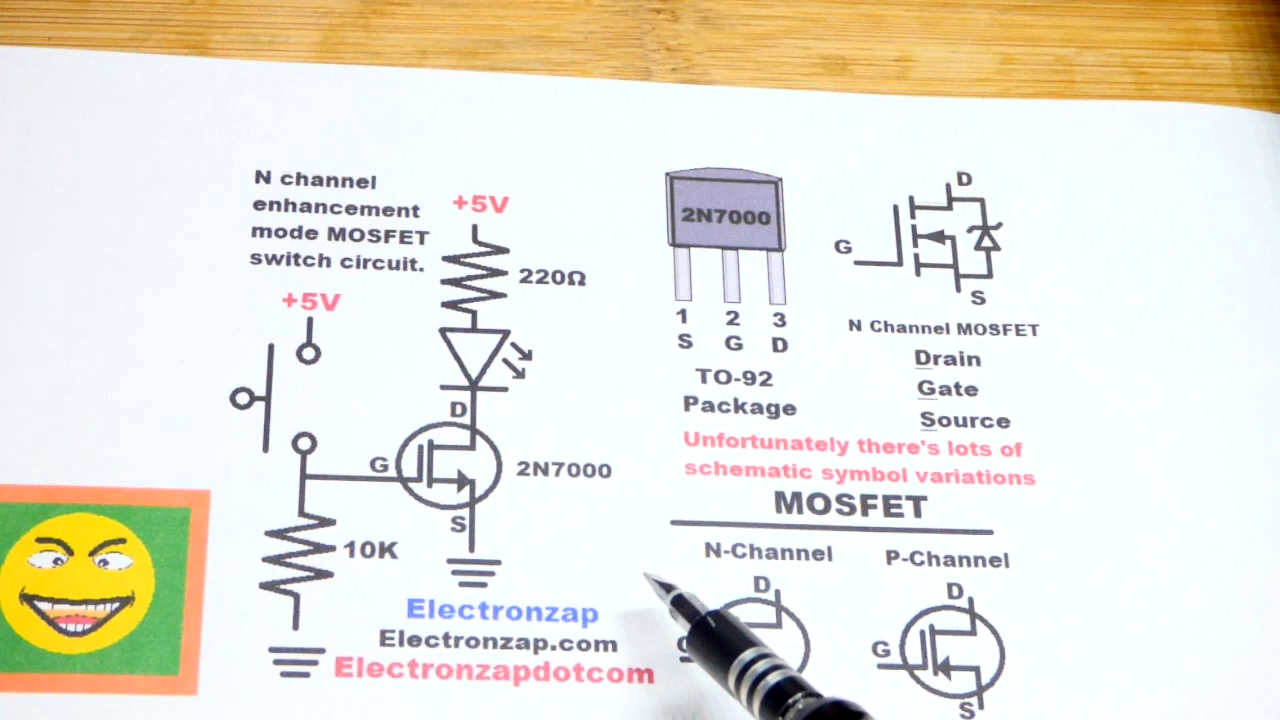 N channel
enhancement
mode MOSFET
switch circuit.
+5V
220Ω
+5V
D
G
2N7000
S
10K
Electronzap
Electronzap.com
Electronzapdotcom
2N7000
1 2 3
S G D
TO-92
Package
D
G
S
N Channel MOSFET
Drain
Gate
Source
Unfortunately there's lots of
schematic symbol variations
MOSFET
N-Channel P-Channel
D
D
G
S